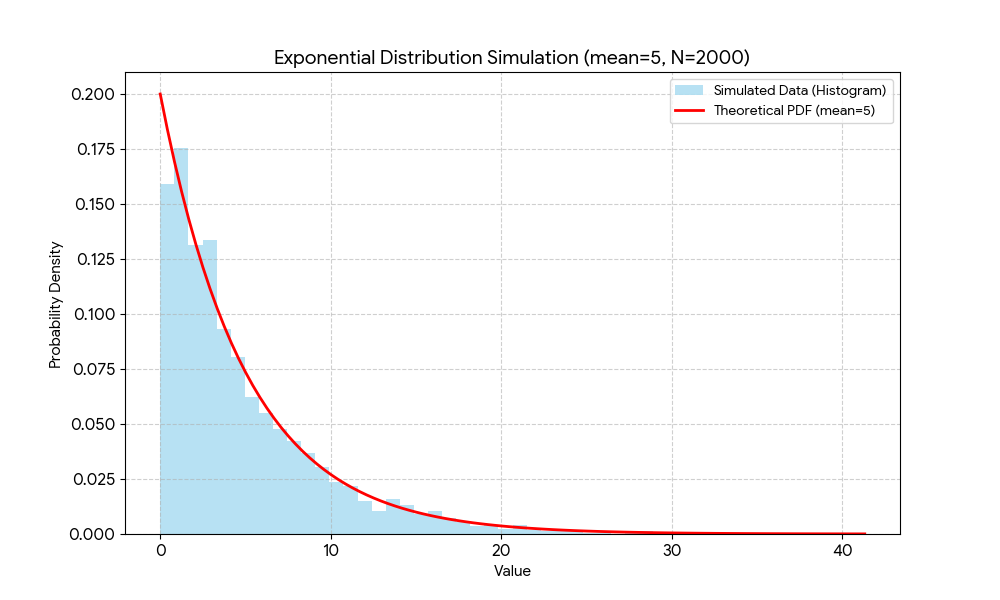 Exponential Distribution Simulation (mean=5, N=2000)
Simulated Data (Histogram)
Theoretical PDF (mean=5)
Probability Density
0.200
0.175
0.150
0.125
0.100
0.075
0.050
0.025
0.000
0 10 20 30 40
Value